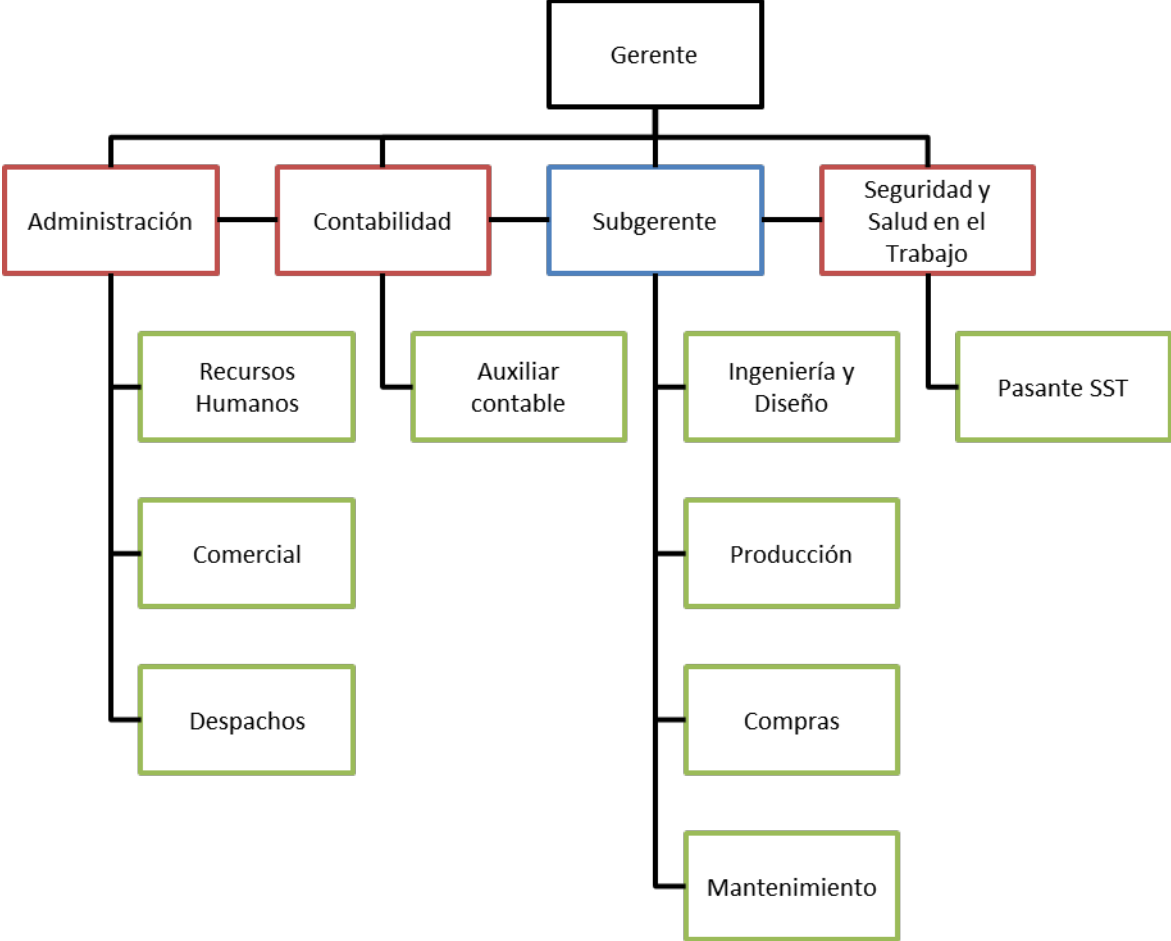 Gerente
Administración
Contabilidad
Subgerente
Seguridad y
Salud en el
Trabajo
Recursos
Humanos
Auxiliar
contable
Ingeniería y
Diseño
Pasante SST
Comercial
Producción
Despachos
Compras
Mantenimiento